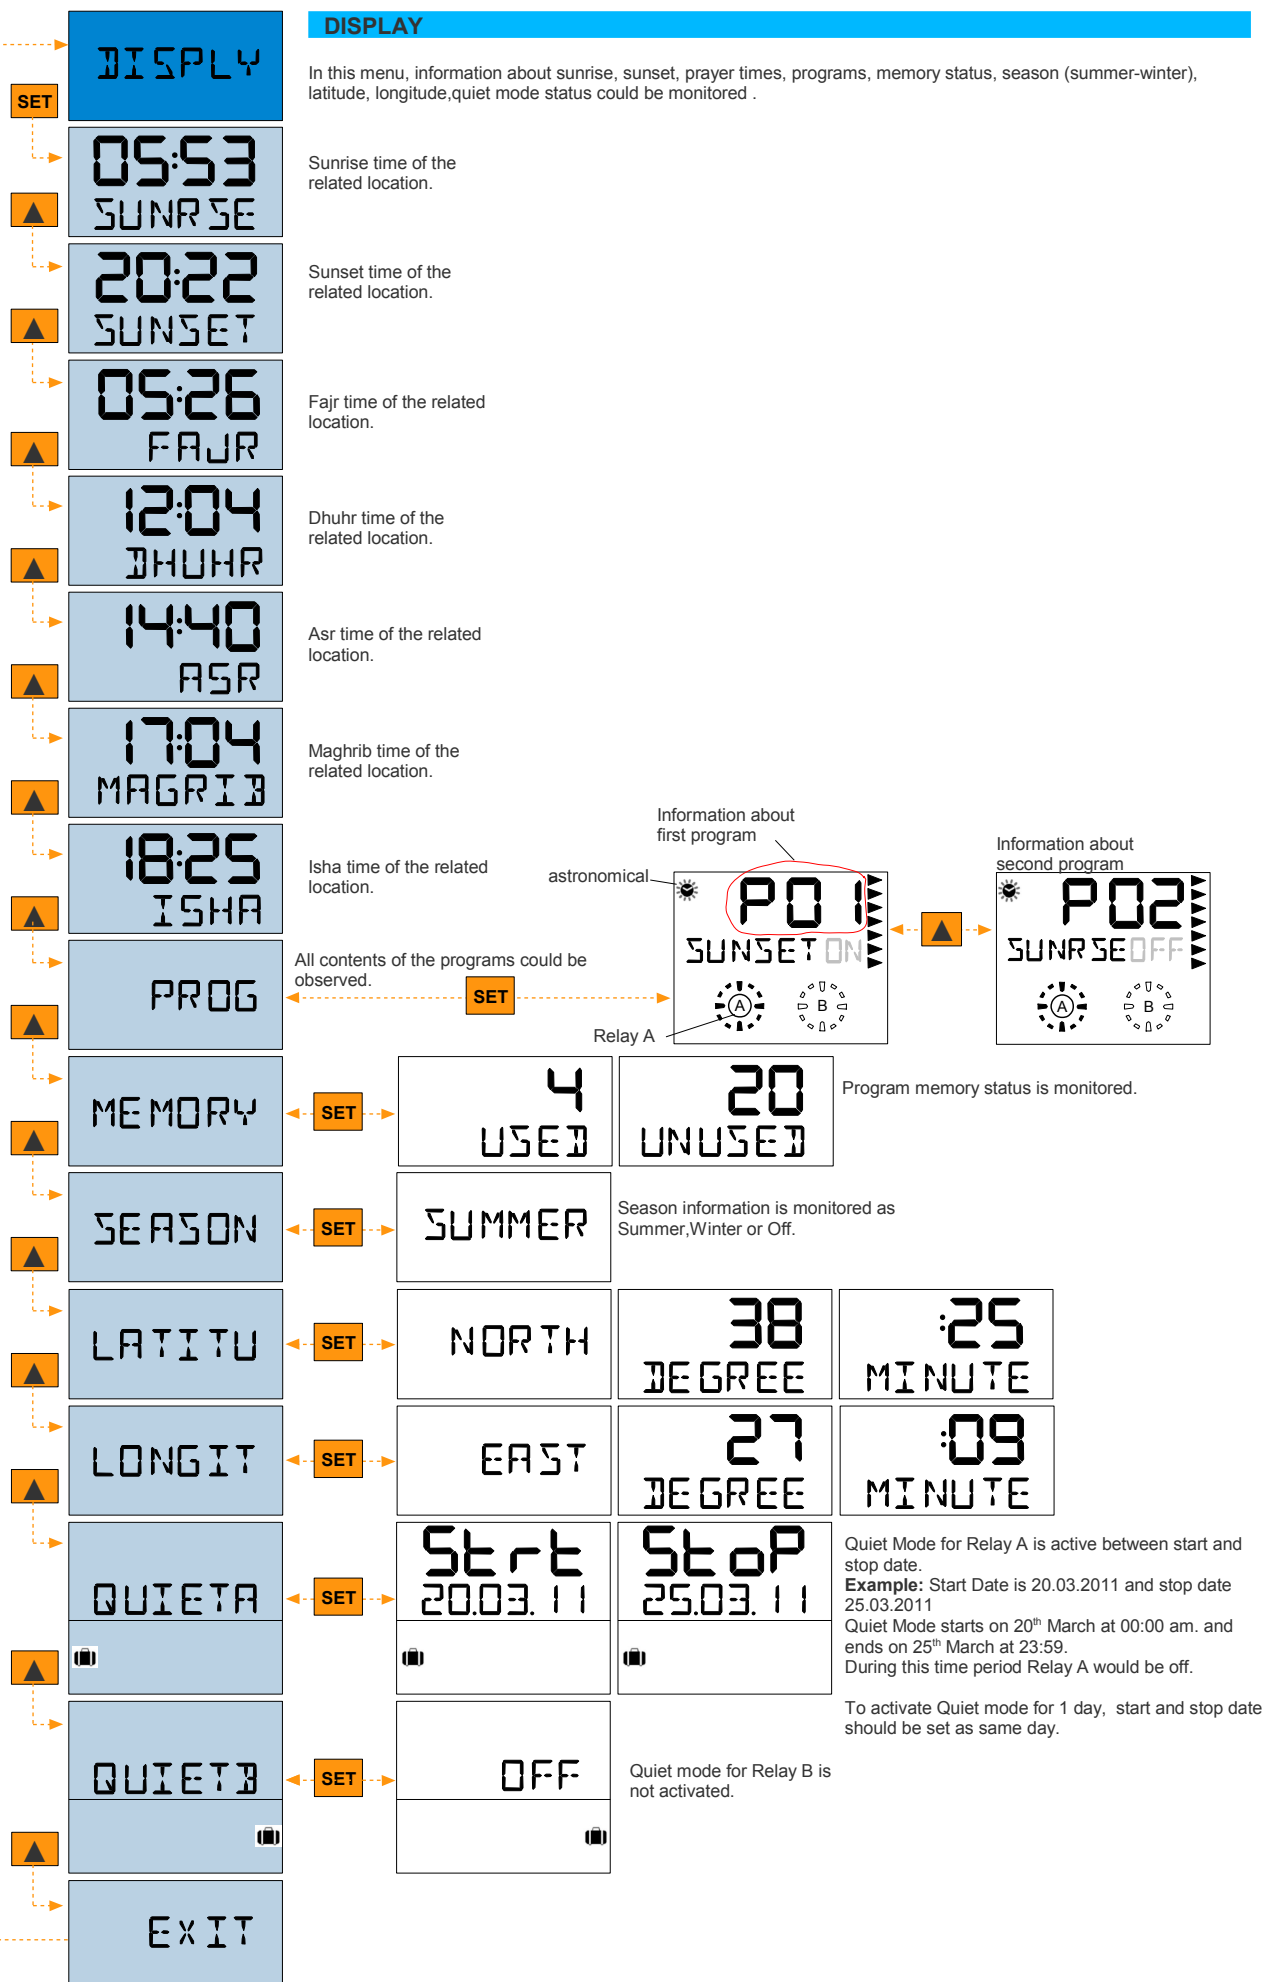 DISPLAY
DISPLY
In this menu, information about sunrise, sunset, prayer times, programs, memory status, season (summer-winter),
latitude, longitude,quiet mode status could be monitored .
SET
05:53
SUNRSE
Sunrise time of the
related location.
20:22
SUNSET
Sunset time of the
related location.
05:26
FAJR
Fajr time of the related
location.
12:04
DHUHR
Dhuhr time of the
related location.
14:40
ASR
Asr time of the related
location.
17:04
MAGRIB
Maghrib time of the
related location.
18:25
ISHA
Isha time of the related
location.
Information about
first program
astronomical
P01
SUNSET ON
A
B
Relay A
Information about
second program
P02
SUNRSE OFF
A
B
PROG
All contents of the programs could be
observed.
SET
MEMORY
SET
4
USED
20
UNUSED
Program memory status is monitored.
SEASON
SET
SUMMER
Season information is monitored as
Summer,Winter or Off.
LATITU
SET
NORTH
38
DEGREE
:25
MINUTE
LONGIT
SET
EAST
27
DEGREE
:09
MINUTE
QUIETA
SET
Strt
20.03.11
StoP
25.03.11
Quiet Mode for Relay A is active between start and
stop date.
Example: Start Date is 20.03.2011 and stop date
25.03.2011
Quiet Mode starts on 20th March at 00:00 am. and
ends on 25th March at 23:59.
During this time period Relay A would be off.
To activate Quiet mode for 1 day, start and stop date
should be set as same day.
QUIETB
SET
OFF
Quiet mode for Relay B is
not activated.
EXIT